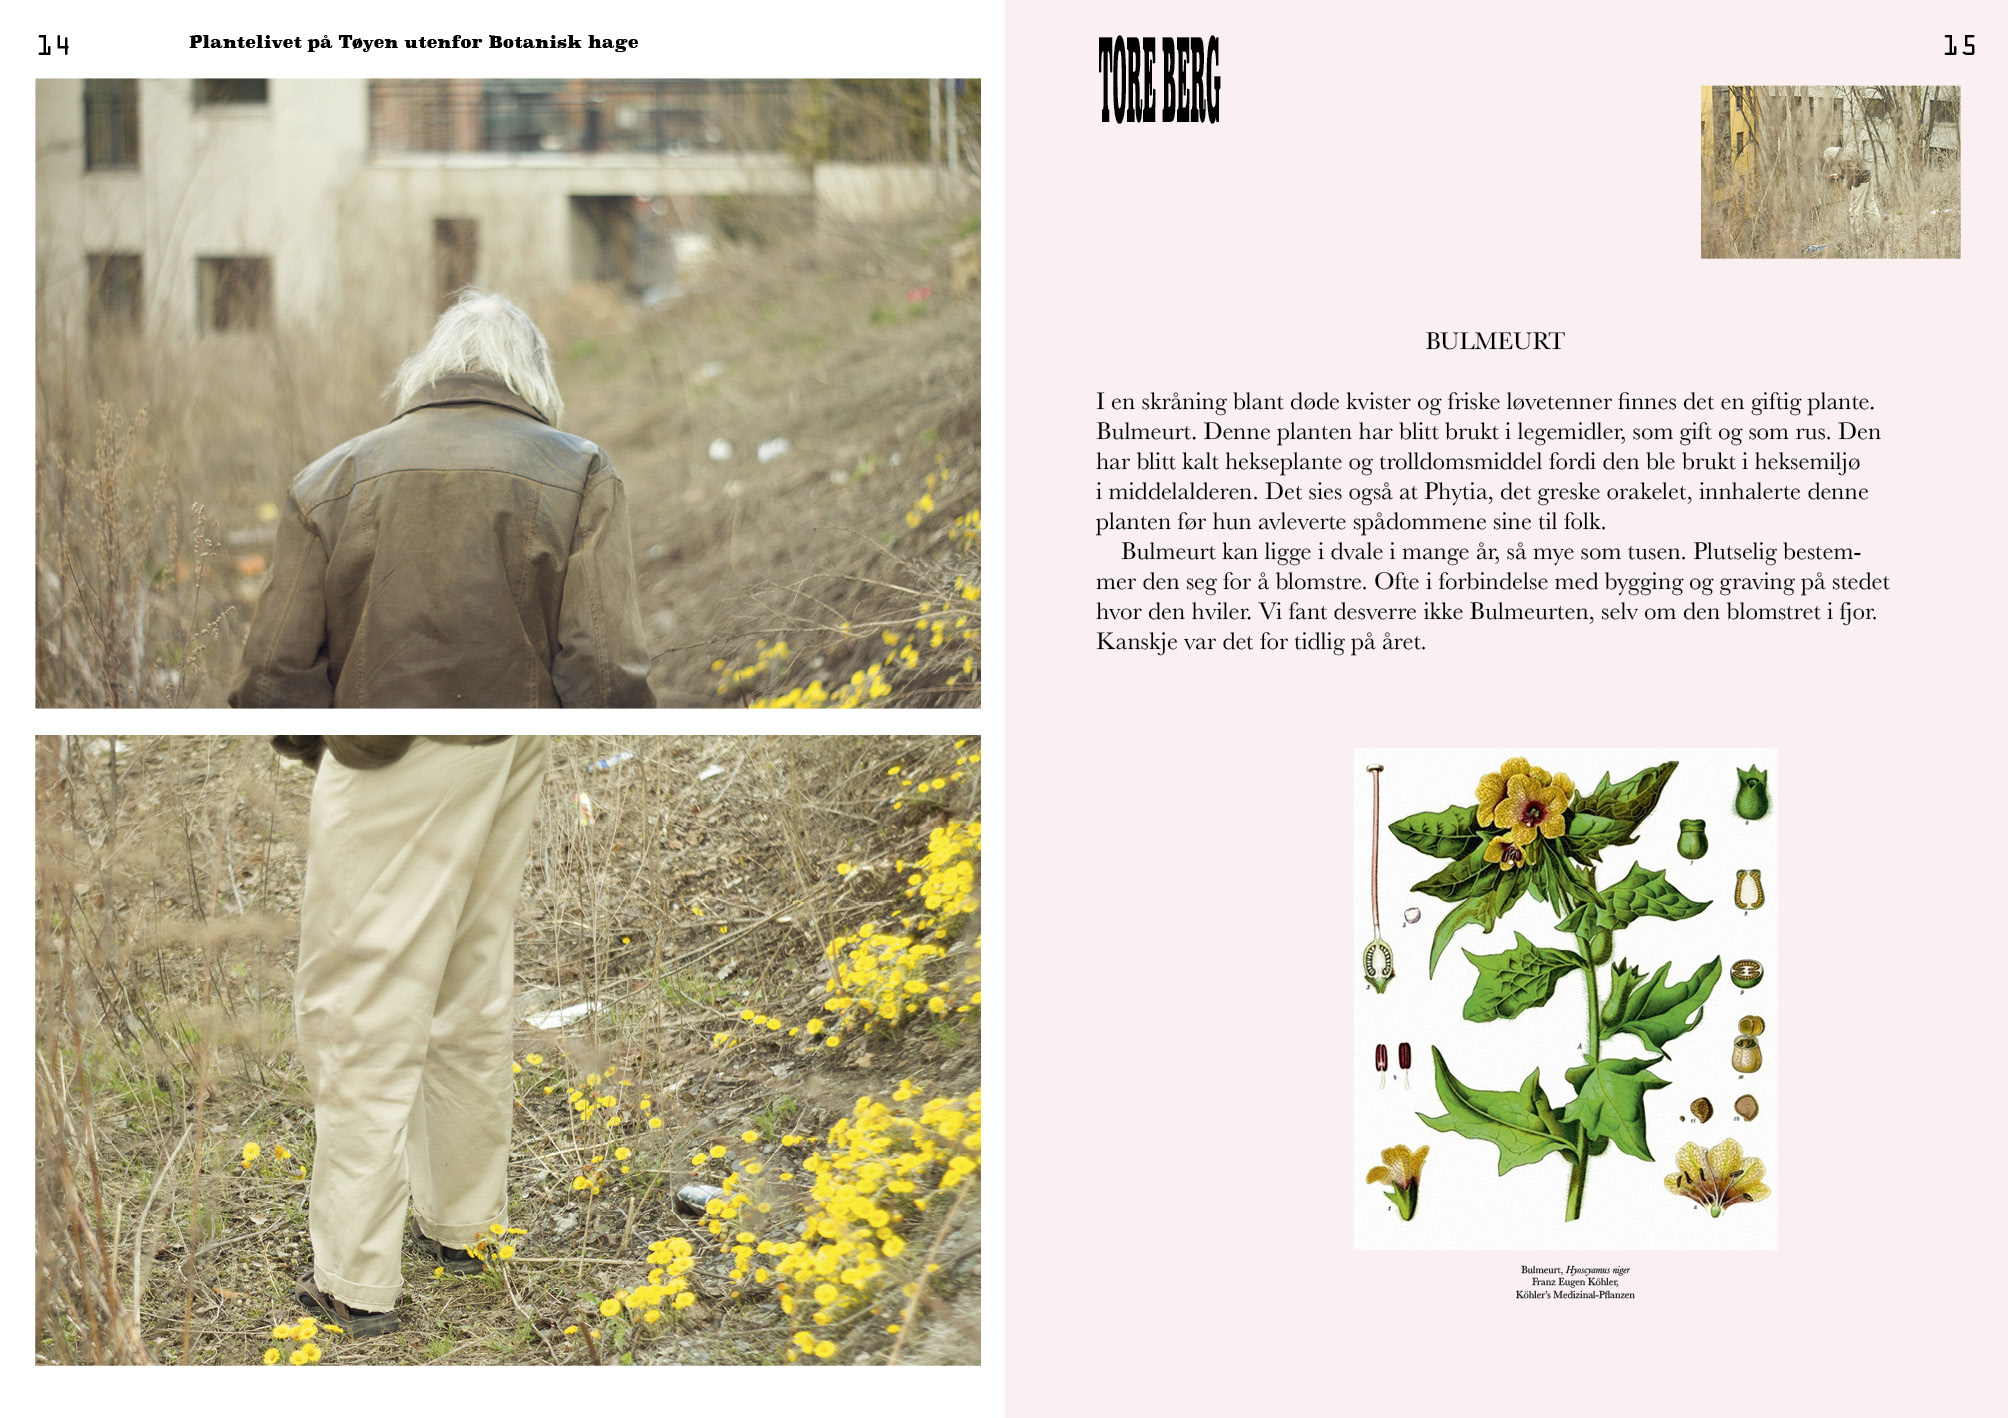 14
Plantelivet på Tøyen utenfor Botanisk hage
TORE BERG
15
BULMEURT
I en skråning blant døde kvister og friske løvetenner finnes det en giftig plante.
Bulmeurt. Denne planten har blitt brukt i legemidler, som gift og som rus. Den
har blitt kalt hekseplante og trolldomsmiddel fordi den ble brukt i heksemiljø
i middelalderen. Det sies også at Phytia, det greske orakelet, innhalerte denne
planten før hun avleverte spådommene sine til folk.
Bulmeurt kan ligge i dvale i mange år, så mye som tusen. Plutselig bestem-
mer den seg for å blomstre. Ofte i forbindelse med bygging og graving på stedet
hvor den hviler. Vi fant desverre ikke Bulmeurten, selv om den blomstret i fjor.
Kanskje var det for tidlig på året.
Bulmeurt, Hyoscyamus niger
Franz Eugen Köhler,
Köhler's Medizinal-Pflanzen